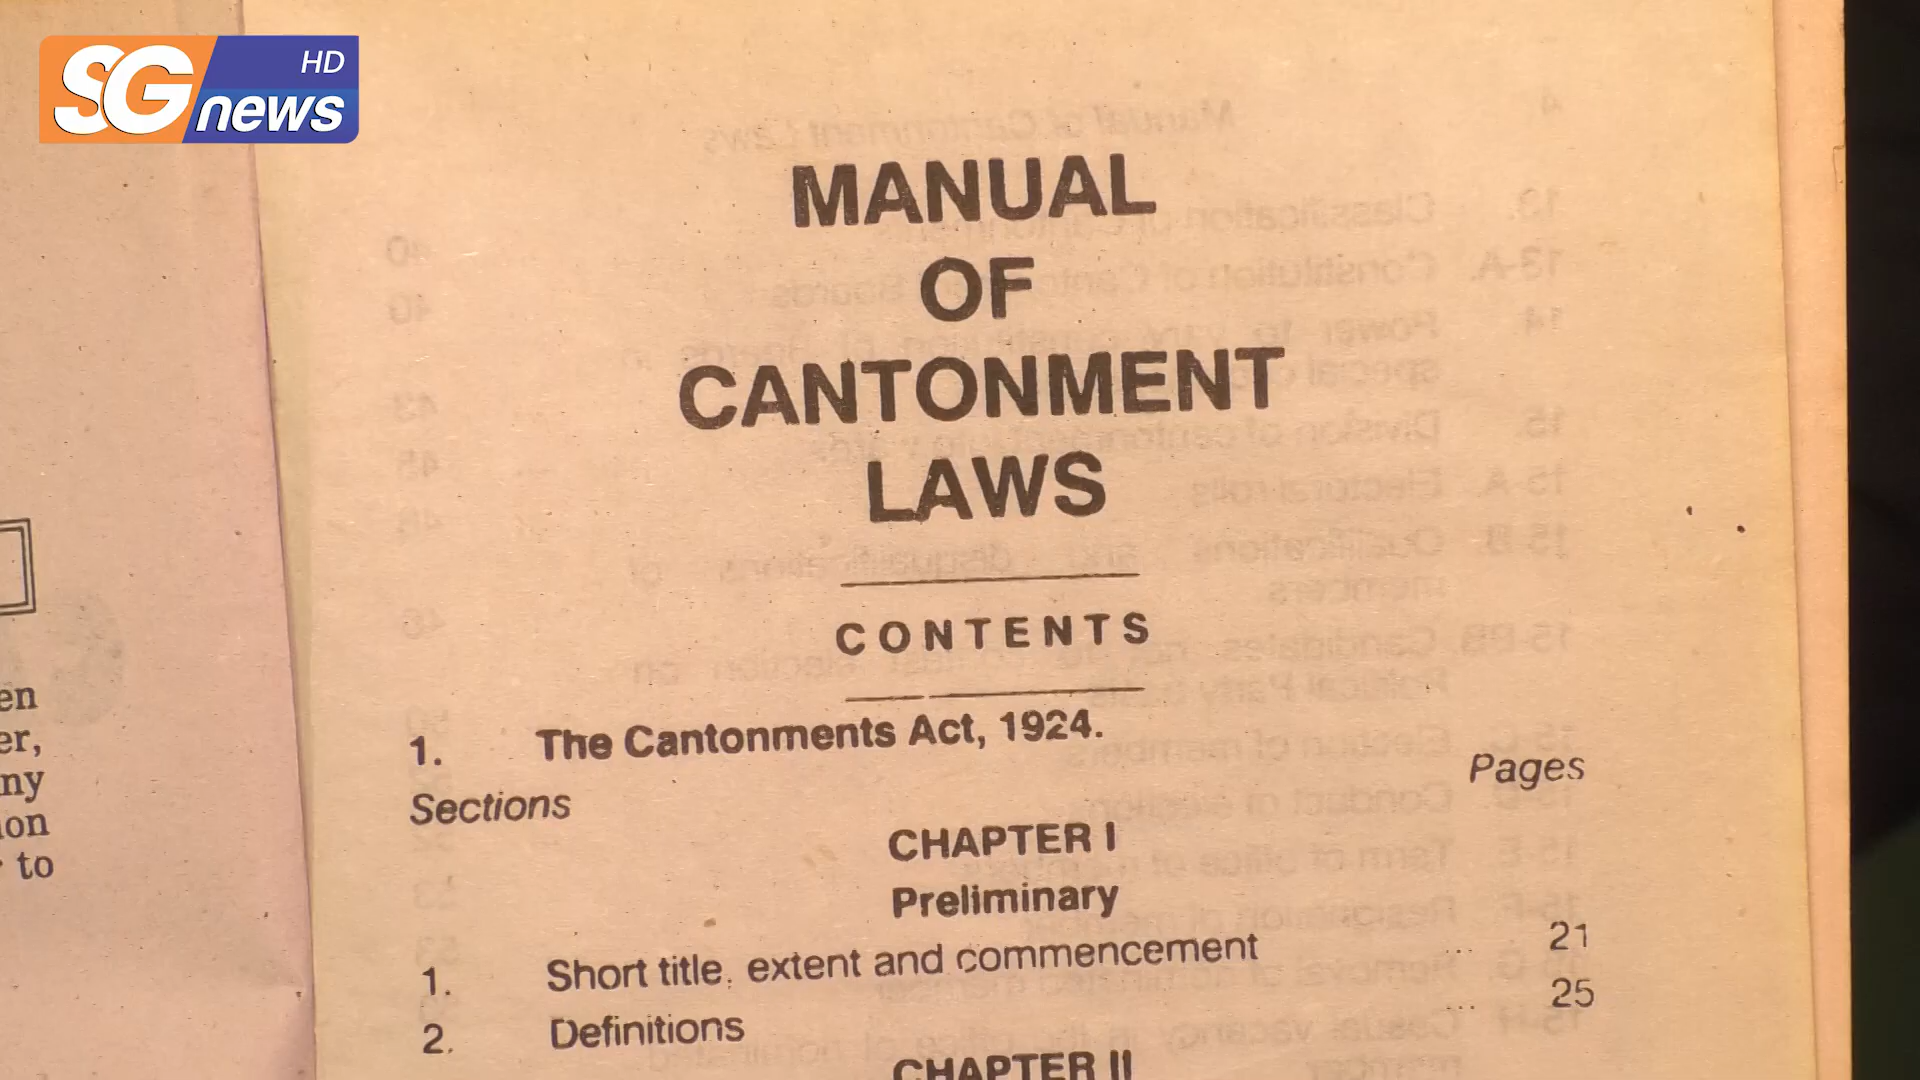 SG news HD
en
er,
ny
ion
to
MANUAL
OF
CANTONMENT
LAWS
CONTENTS
1. The Cantonments Act, 1924.
Sections Pages
CHAPTER I
Preliminary
1. Short title, extent and commencement ... 21
2. Definitions ... 25
CHAPTER II